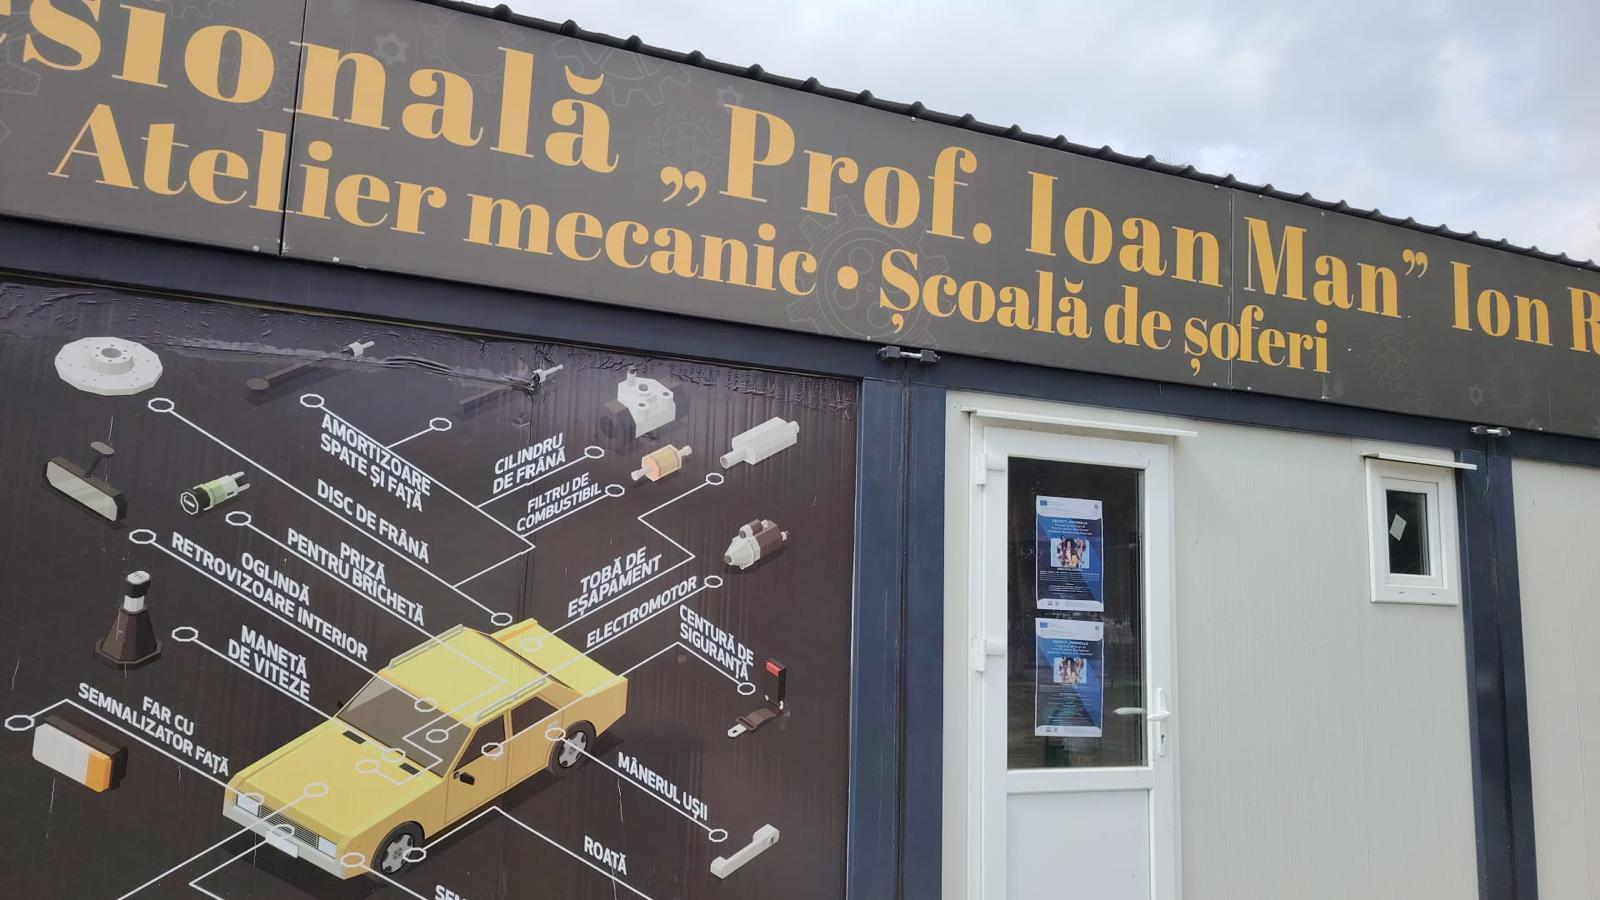 sională „Prof. Ioan Man” Ion R
Atelier mecanic • Școală de șoferi
AMORTIZOARE
SPATE ȘI FAȚĂ
CILINDRU
DE FRÂNĂ
FILTRU DE
COMBUSTIBIL
DISC DE FRÂNĂ
PRIZĂ
PENTRU BRICHETĂ
OGLINDĂ
RETROVIZOARE INTERIOR
TOBĂ DE
EȘAPAMENT
ELECTROMOTOR
CENTURĂ DE
SIGURANȚĂ
MANETĂ
DE VITEZE
FAR CU
SEMNALIZATOR FAȚĂ
MÂNERUL UȘII
ROATĂ